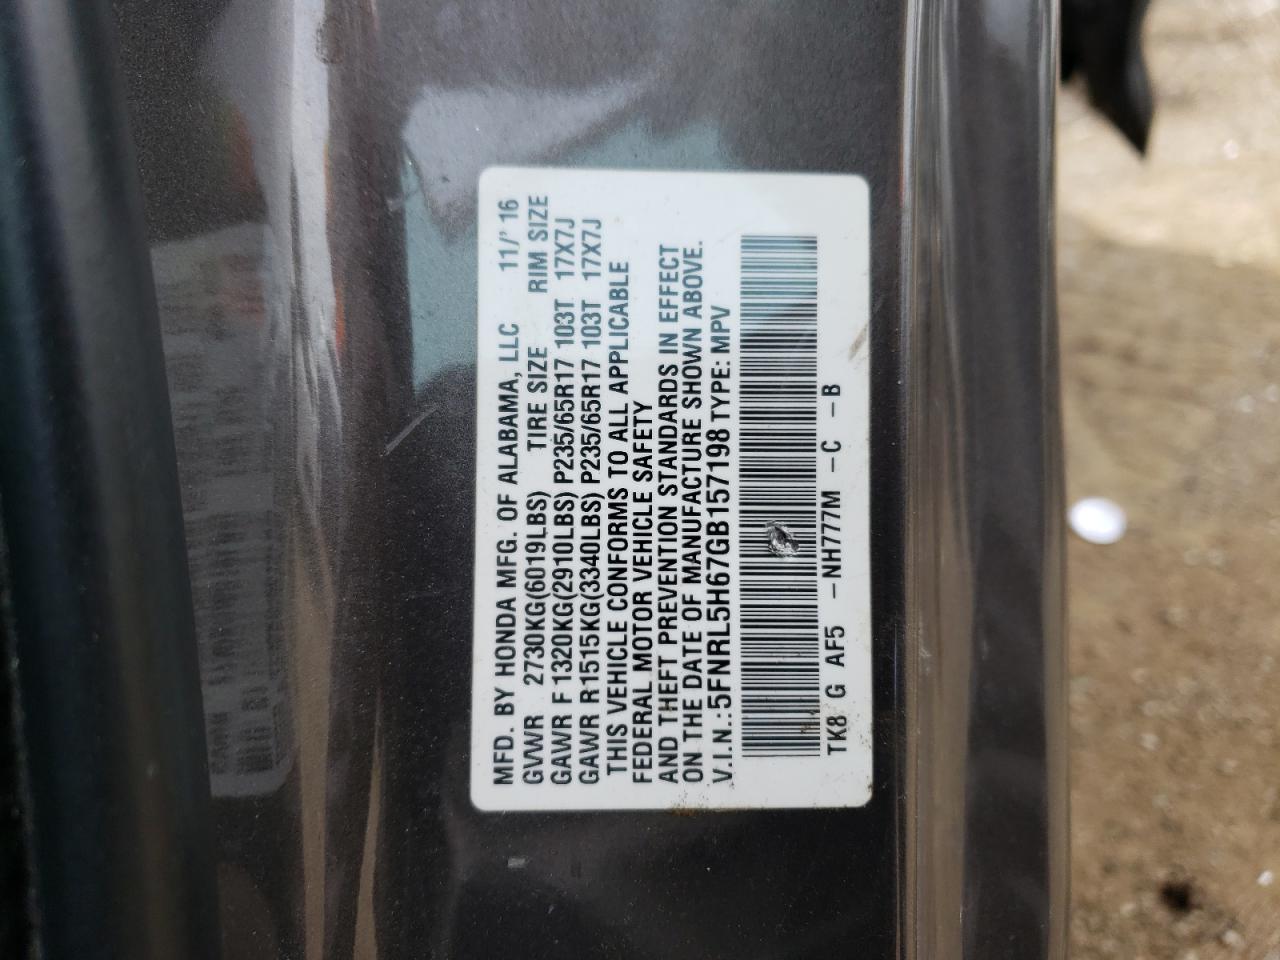 MFD. BY HONDA MFG. OF ALABAMA, LLC 11/'16
GVWR 2730KG(6019LBS) TIRE SIZE RIM SIZE
GAWR F 1320KG(2910LBS) P235/65R17 103T 17X7J
GAWR R 1515KG(3340LBS) P235/65R17 103T 17X7J
THIS VEHICLE CONFORMS TO ALL APPLICABLE
FEDERAL MOTOR VEHICLE SAFETY
AND THEFT PREVENTION STANDARDS IN EFFECT
ON THE DATE OF MANUFACTURE SHOWN ABOVE.
V.I.N.:5FNRL5H67GB157198 TYPE: MPV
TK8 G AF5 -NH777M -C -B